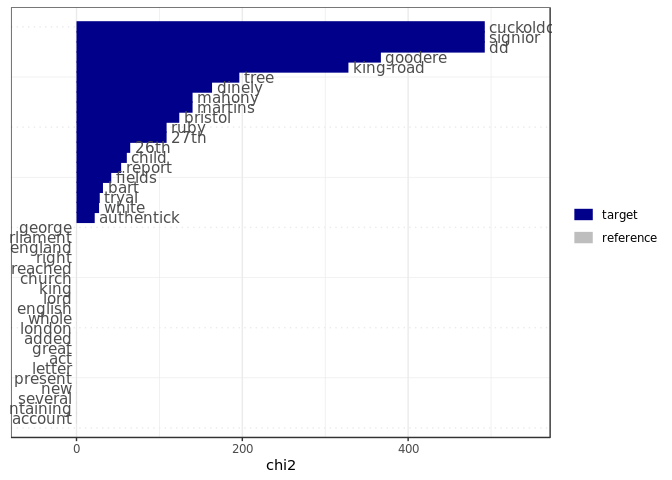 cuckoldo
signior
dd
goodere
king-road
tree
ginely
mahony
martins
bristol
ruby
27th
26th
child
report
fields
bart
tryal
white
authentick
george
rliament
england
right
reached
church
king
lord
english
whole
london
added
great
act
letter
present
new
several
ntaining
account
0 200 400
chi2
target
reference